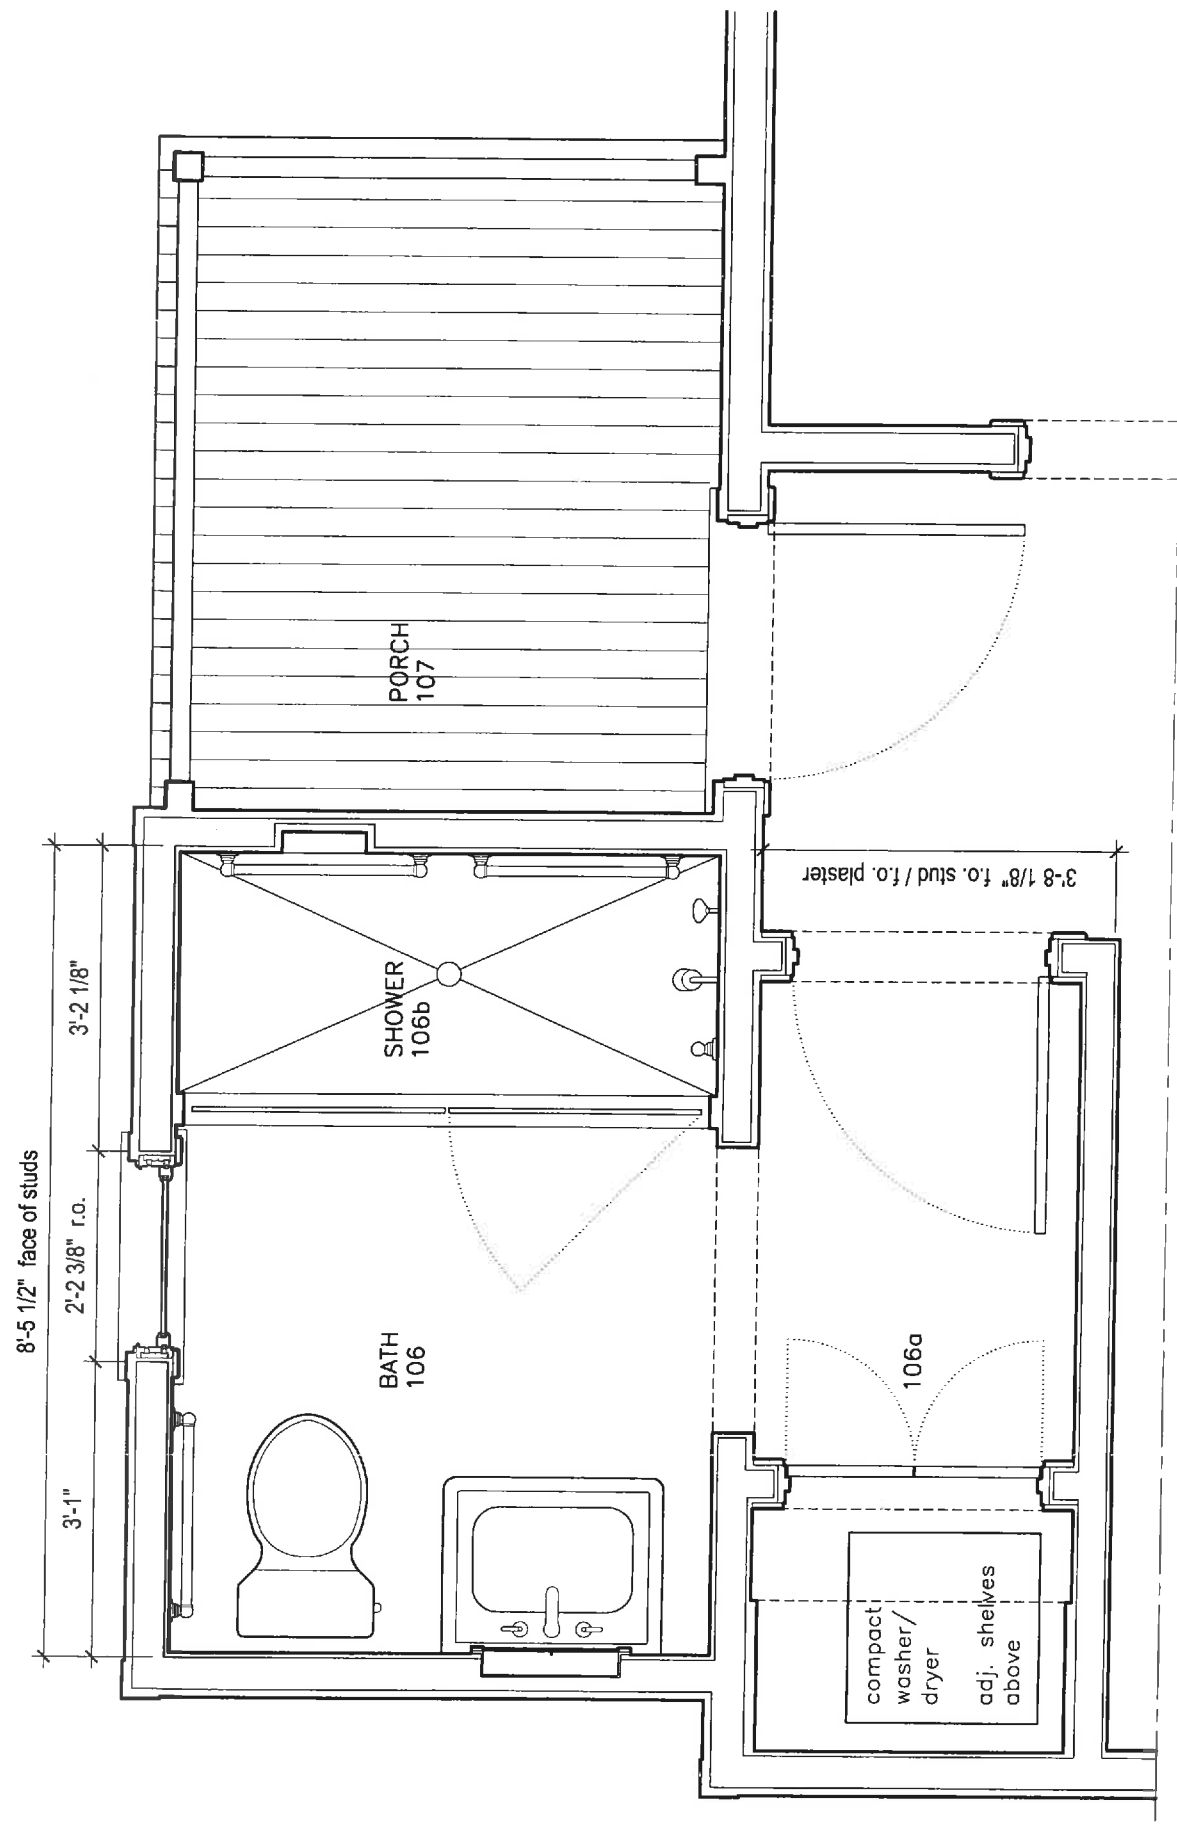 8'-5 1/2" face of studs
3'-1"
2'-2 3/8" r.o.
3'-2 1/8"
BATH
106
SHOWER
106b
PORCH
107
3'-8 1/8" f.o. stud / f.o. plaster
106a
compact
washer/
dryer
adj. shelves
above